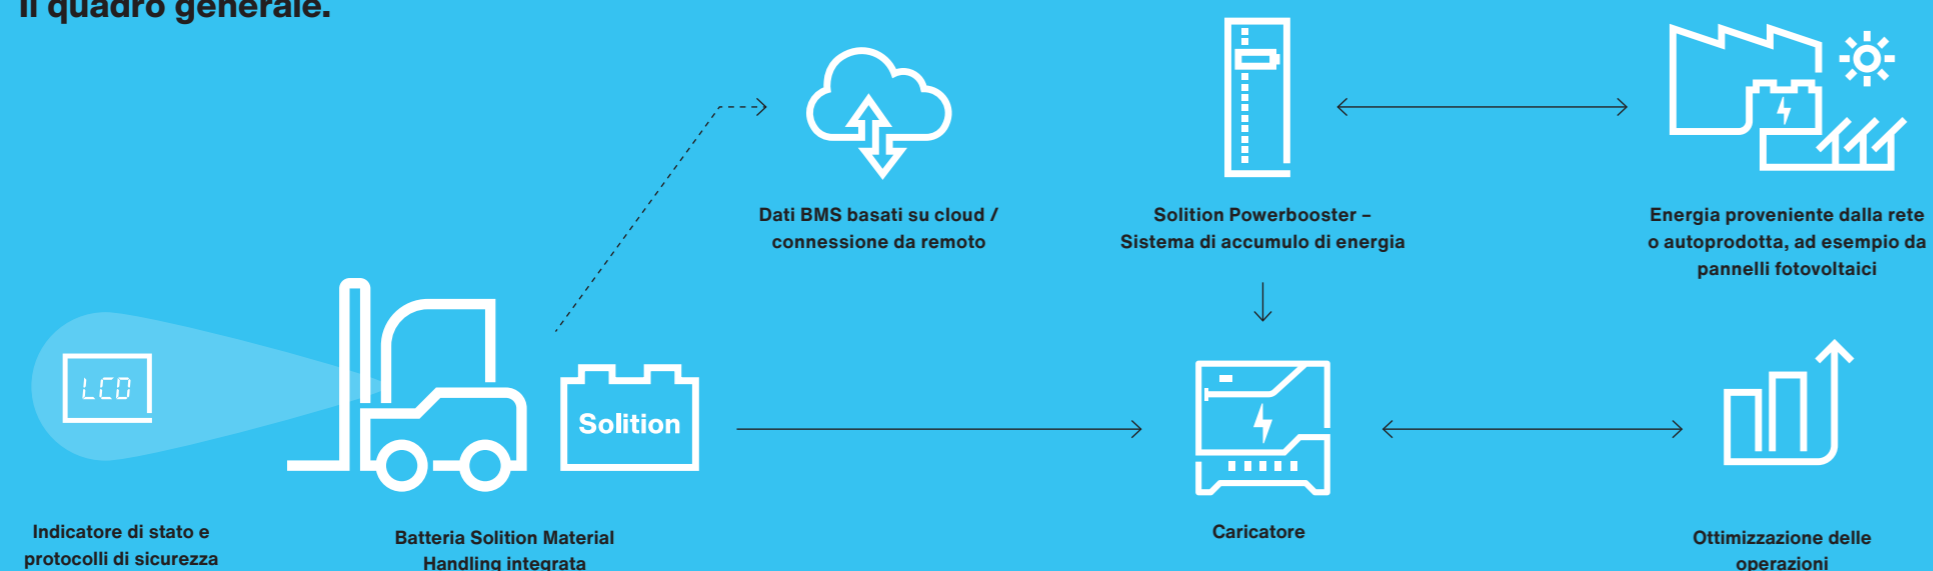 Il quadro generale.
Dati BMS basati su cloud /
connessione da remoto
Solition Powerbooster –
Sistema di accumulo di energia
Energia proveniente dalla rete
o autoprodotta, ad esempio da
pannelli fotovoltaici
LCD
Solition
Indicatore di stato e
protocolli di sicurezza
Batteria Solition Material
Handling integrata
Caricatore
Ottimizzazione delle
operazioni